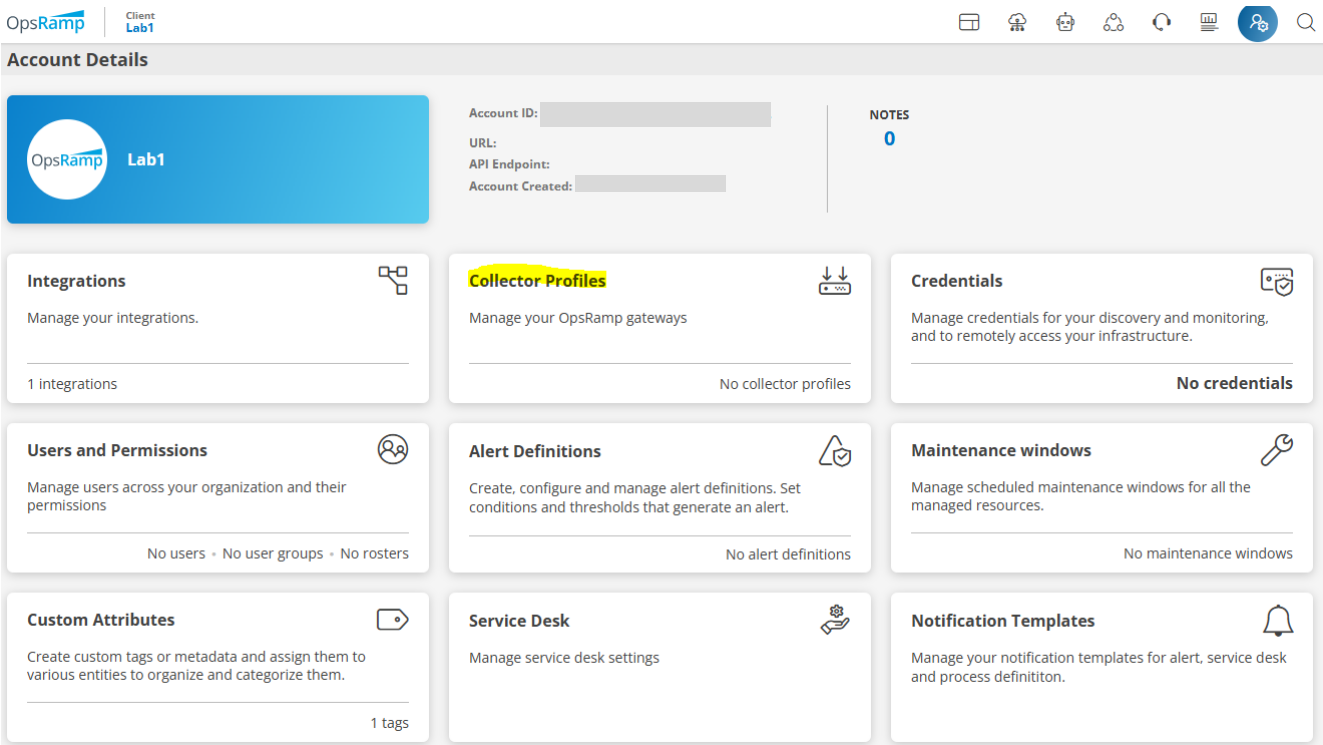 OpsRamp
Client
Lab1
Account Details
OpsRamp
Lab1
Account ID:
URL:
API Endpoint:
Account Created:
NOTES
0
Integrations
Manage your integrations.
1 integrations
Collector Profiles
Manage your OpsRamp gateways
No collector profiles
Credentials
Manage credentials for your discovery and monitoring,
and to remotely access your infrastructure.
No credentials
Users and Permissions
Manage users across your organization and their
permissions
No users • No user groups • No rosters
Alert Definitions
Create, configure and manage alert definitions. Set
conditions and thresholds that generate an alert.
No alert definitions
Maintenance windows
Manage scheduled maintenance windows for all the
managed resources.
No maintenance windows
Custom Attributes
Create custom tags or metadata and assign them to
various entities to organize and categorize them.
1 tags
Service Desk
Manage service desk settings
Notification Templates
Manage your notification templates for alert, service desk
and process definititon.